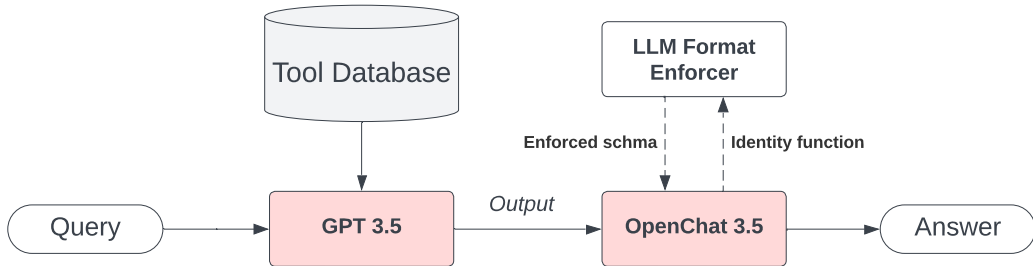 Tool Database
LLM Format
Enforcer
Enforced schma
Identity function
Query
GPT 3.5
Output
OpenChat 3.5
Answer